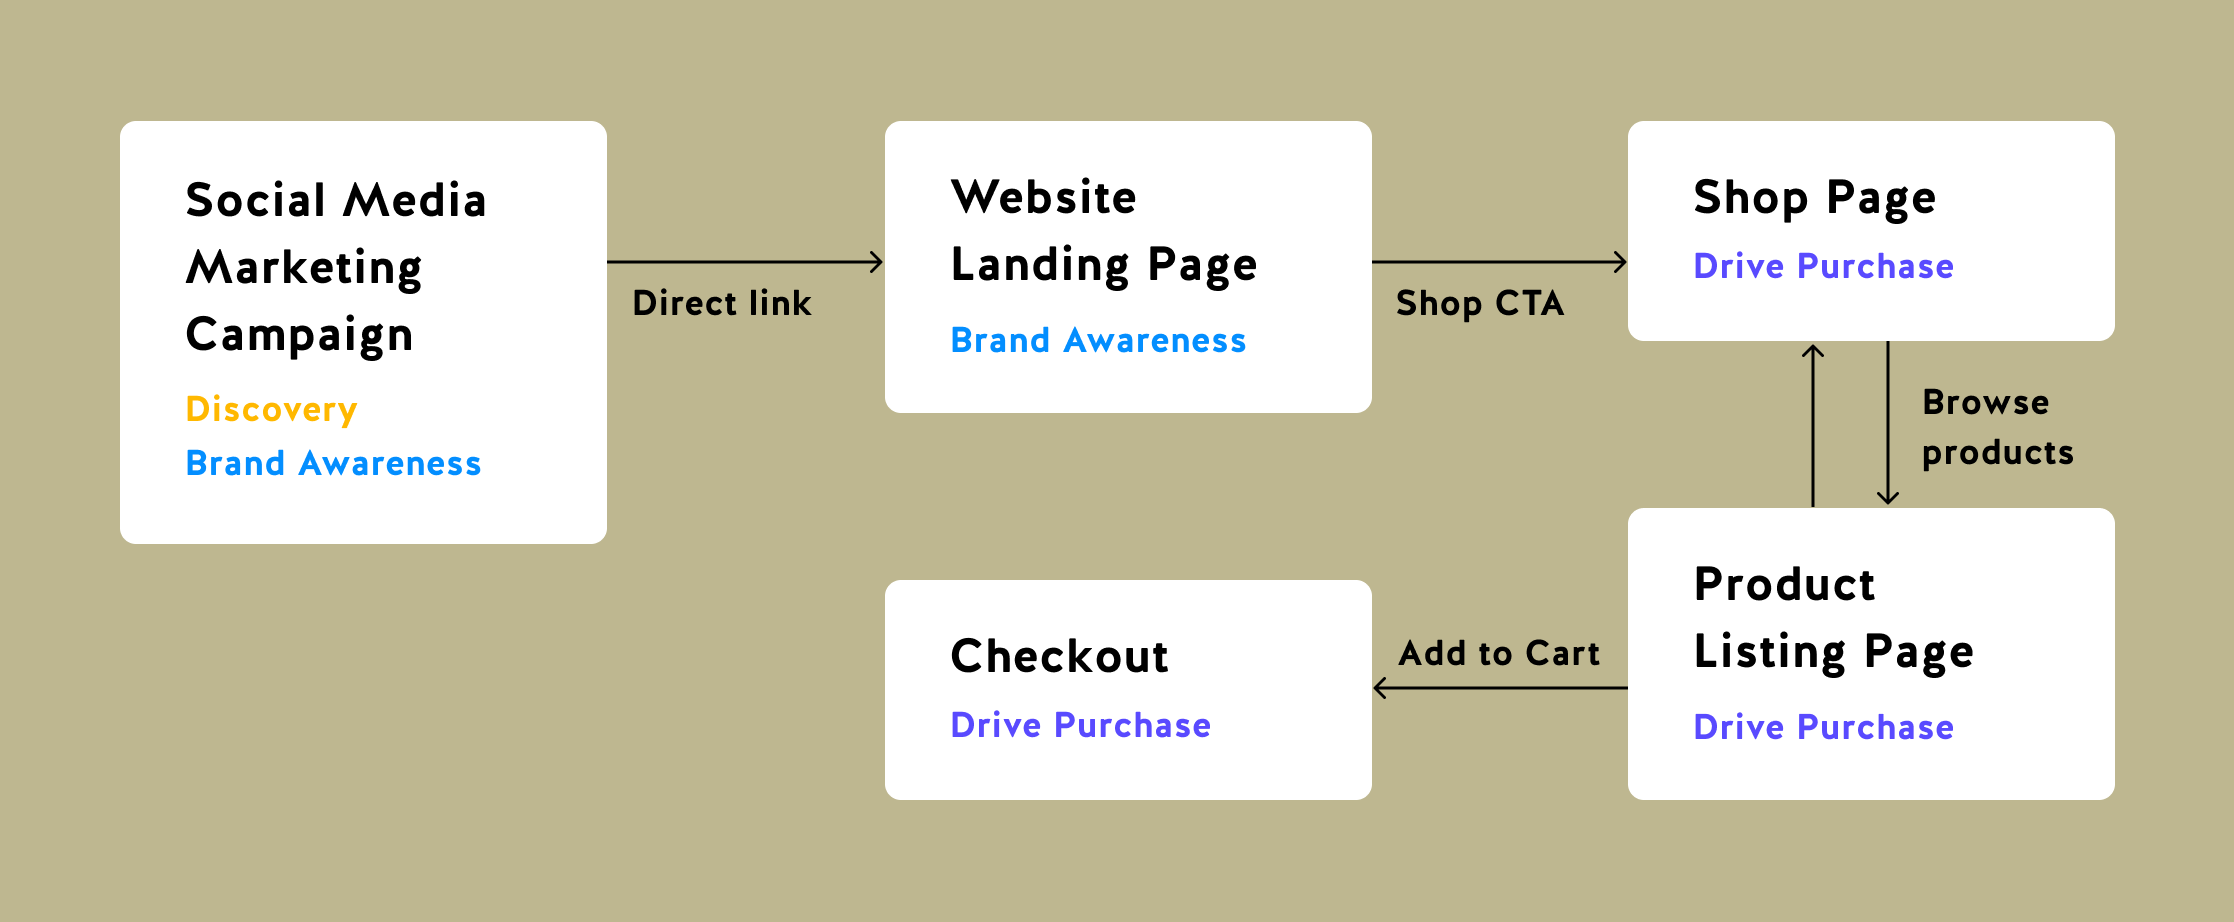 Social Media
Marketing
Campaign
Discovery
Brand Awareness
Direct link
Website
Landing Page
Brand Awareness
Shop CTA
Shop Page
Drive Purchase
Browse
products
Product
Listing Page
Drive Purchase
Add to Cart
Checkout
Drive Purchase